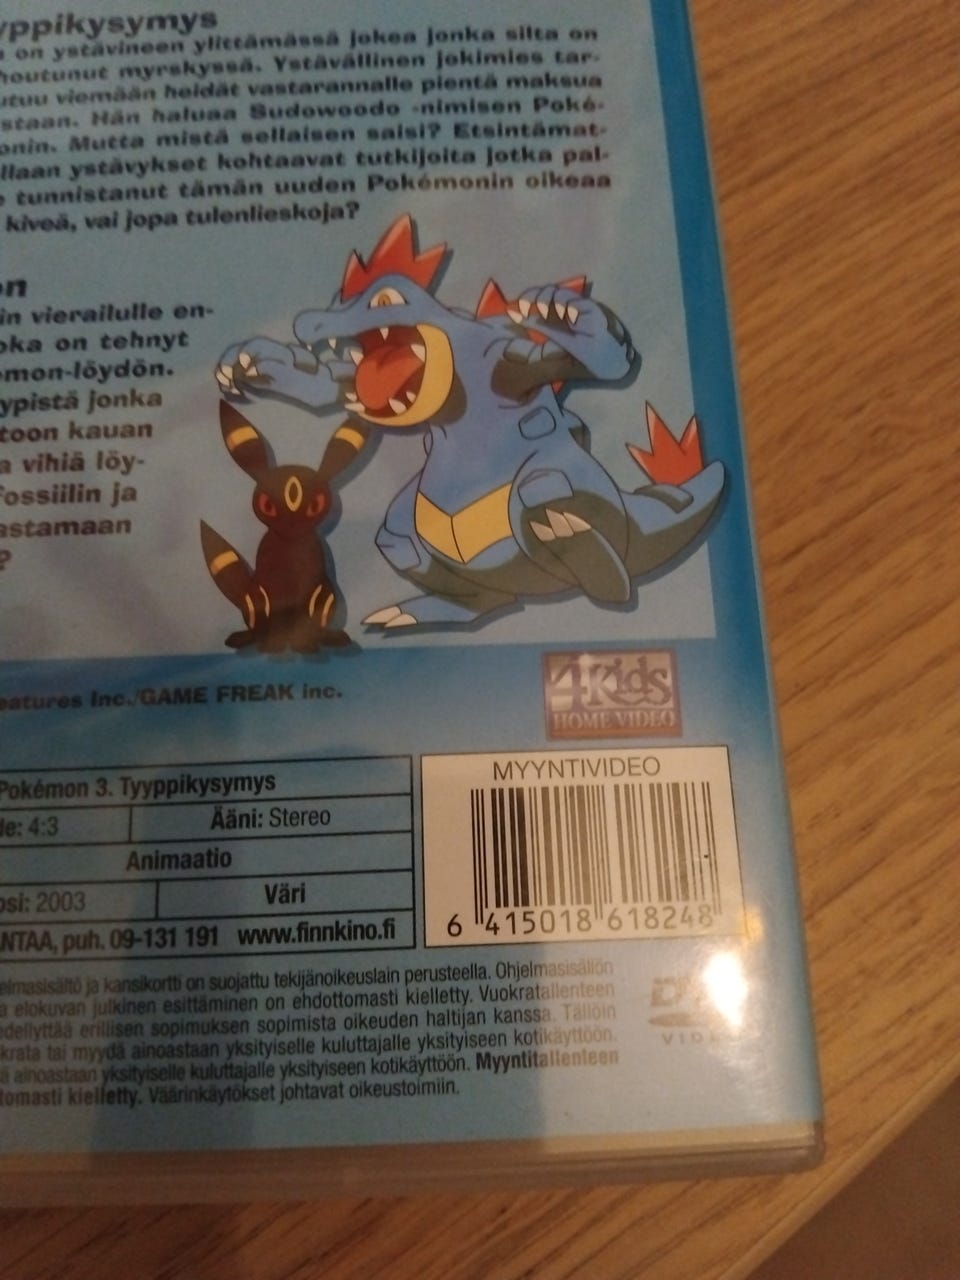 yppikysymys
on ystävineen ylittämässä jokea jonka silta on
houtunut myrskyssä. Ystävällinen jokimies tar-
utuu viemään heidät vastarannalle pientä maksua
staan. Hän haluaa Sudowoodo -nimisen Poké-
onin. Mutta mistä sellaisen saisi? Etsintämat-
llaan ystävykset kohtaavat tutkijoita jotka pal-
tunnistanut tämän uuden Pokémonin oikeaa
kiveä, vai jopa tulenlieskoja?
on
in vierailulle en-
oka on tehnyt
émon-löydön.
ypistä jonka
toon kauan
a vihiä löy-
fossiilin ja
astamaan
?
eatures Inc./GAME FREAK inc.
4Kids
HOME VIDEO
Pokémon 3. Tyyppikysymys
de: 4:3 Ääni: Stereo
Animaatio
osi: 2003 Väri
NTAA, puh. 09-131 191 www.finnkino.fi
MYYNTIVIDEO
6 415018 618248
elmasisältö ja kansikortti on suojattu tekijänoikeuslain perusteella. Ohjelmasisällön
a elokuvan julkinen esittäminen on ehdottomasti kielletty. Vuokratallenteen
edellyttää erillisen sopimuksen sopimista oikeuden haltijan kanssa. Tällöin
krata tai myydä ainoastaan yksityiselle kuluttajalle yksityiseen kotikäyttöön.
ä ainoastaan yksityiselle kuluttajalle yksityiseen kotikäyttöön. Myyntitallenteen
tomasti kielletty. Väärinkäytökset johtavat oikeustoimiin.